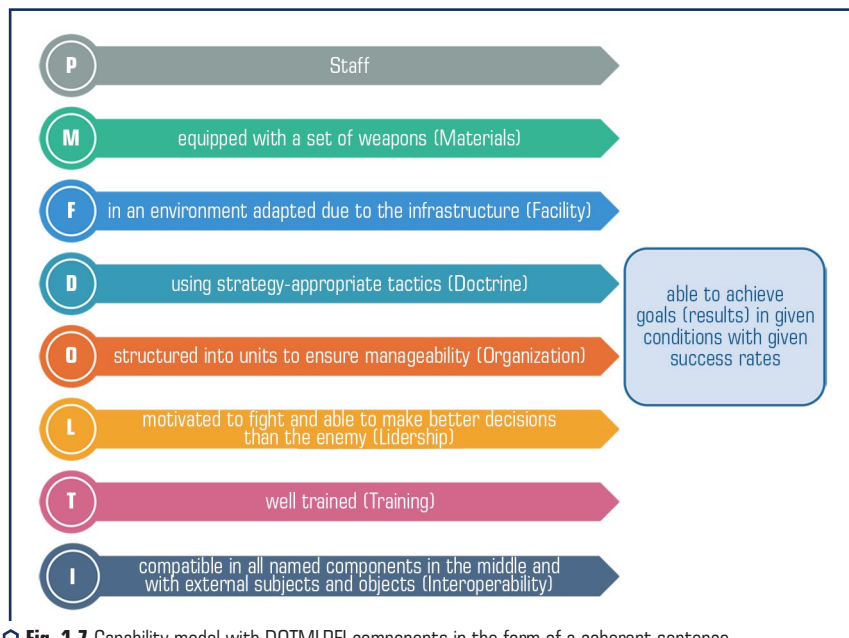 P
Staff
M
equipped with a set of weapons (Materials)
F
in an environment adapted due to the infrastructure (Facility)
D
using strategy-appropriate tactics (Doctrine)
O
structured into units to ensure manageability (Organization)
L
motivated to fight and able to make better decisions
than the enemy (Lidership)
T
well trained (Training)
I
compatible in all named components in the middle and
with external subjects and objects (Interoperability)
able to achieve
goals (results) in given
conditions with given
success rates
Fig. 1.7 Capability model with DOTMLPFI components in the form of a coherent sentence